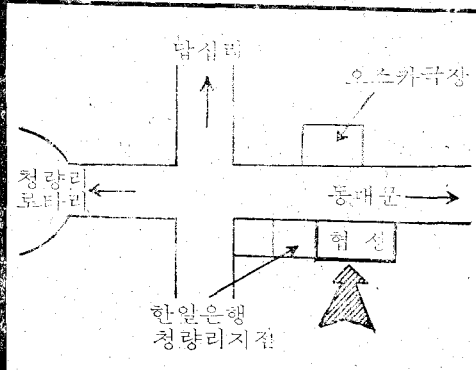 답십리
오스카극장
청량리
로타리
동대문
협성
한일은행
청량리지점